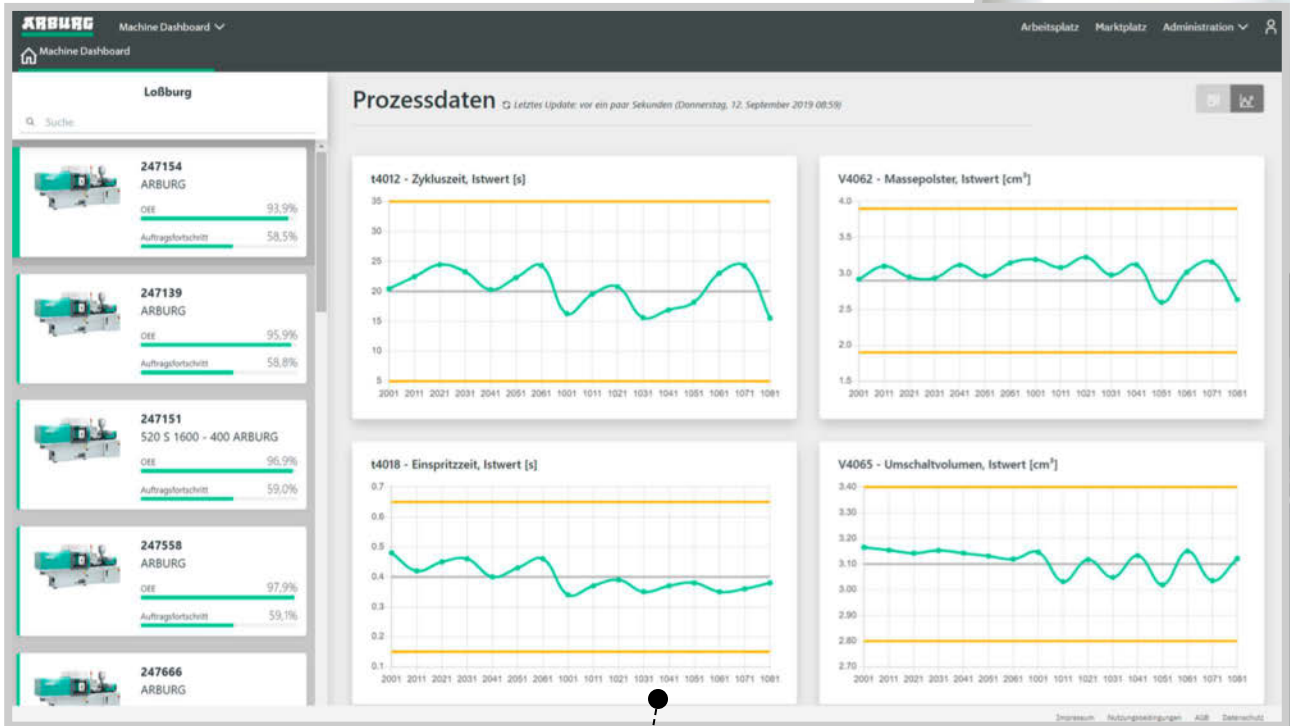 ARBURG
Machine Dashboard
Arbeitsplatz Marktplatz Administration
Machine Dashboard
Loßburg
Suche
247154
ARBURG
OEE 93,9%
Auftragsfortschritt 58,5%
247139
ARBURG
OEE 95,9%
Auftragsfortschritt 58,8%
247151
520 S 1600 - 400 ARBURG
OEE 96,9%
Auftragsfortschritt 59,0%
247558
ARBURG
OEE 97,9%
Auftragsfortschritt 59,1%
247666
ARBURG
Prozessdaten Letztes Update: vor ein paar Sekunden (Donnerstag, 12. September 2019 08:59)
t4012 - Zykluszeit, Istwert [s]
35
30
25
20
15
10
5
2001 2011 2021 2031 2041 2051 2061 1001 1011 1021 1031 1041 1051 1061 1071 1081
V4062 - Massepolster, Istwert [cm³]
4.0
3.5
3.0
2.5
2.0
1.5
2001 2011 2021 2031 2041 2051 2061 1001 1011 1021 1031 1041 1051 1061 1071 1081
t4018 - Einspritzzeit, Istwert [s]
0.7
0.6
0.5
0.4
0.3
0.2
0.1
2001 2011 2021 2031 2041 2051 2061 1001 1011 1021 1031 1041 1051 1061 1071 1081
V4065 - Umschaltvolumen, Istwert [cm³]
3.40
3.30
3.20
3.10
3.00
2.90
2.80
2.70
2001 2011 2021 2031 2041 2051 2061 1001 1011 1021 1031 1041 1051 1061 1071 1081
Impressum Nutzungsbedingungen AGB Datenschutz